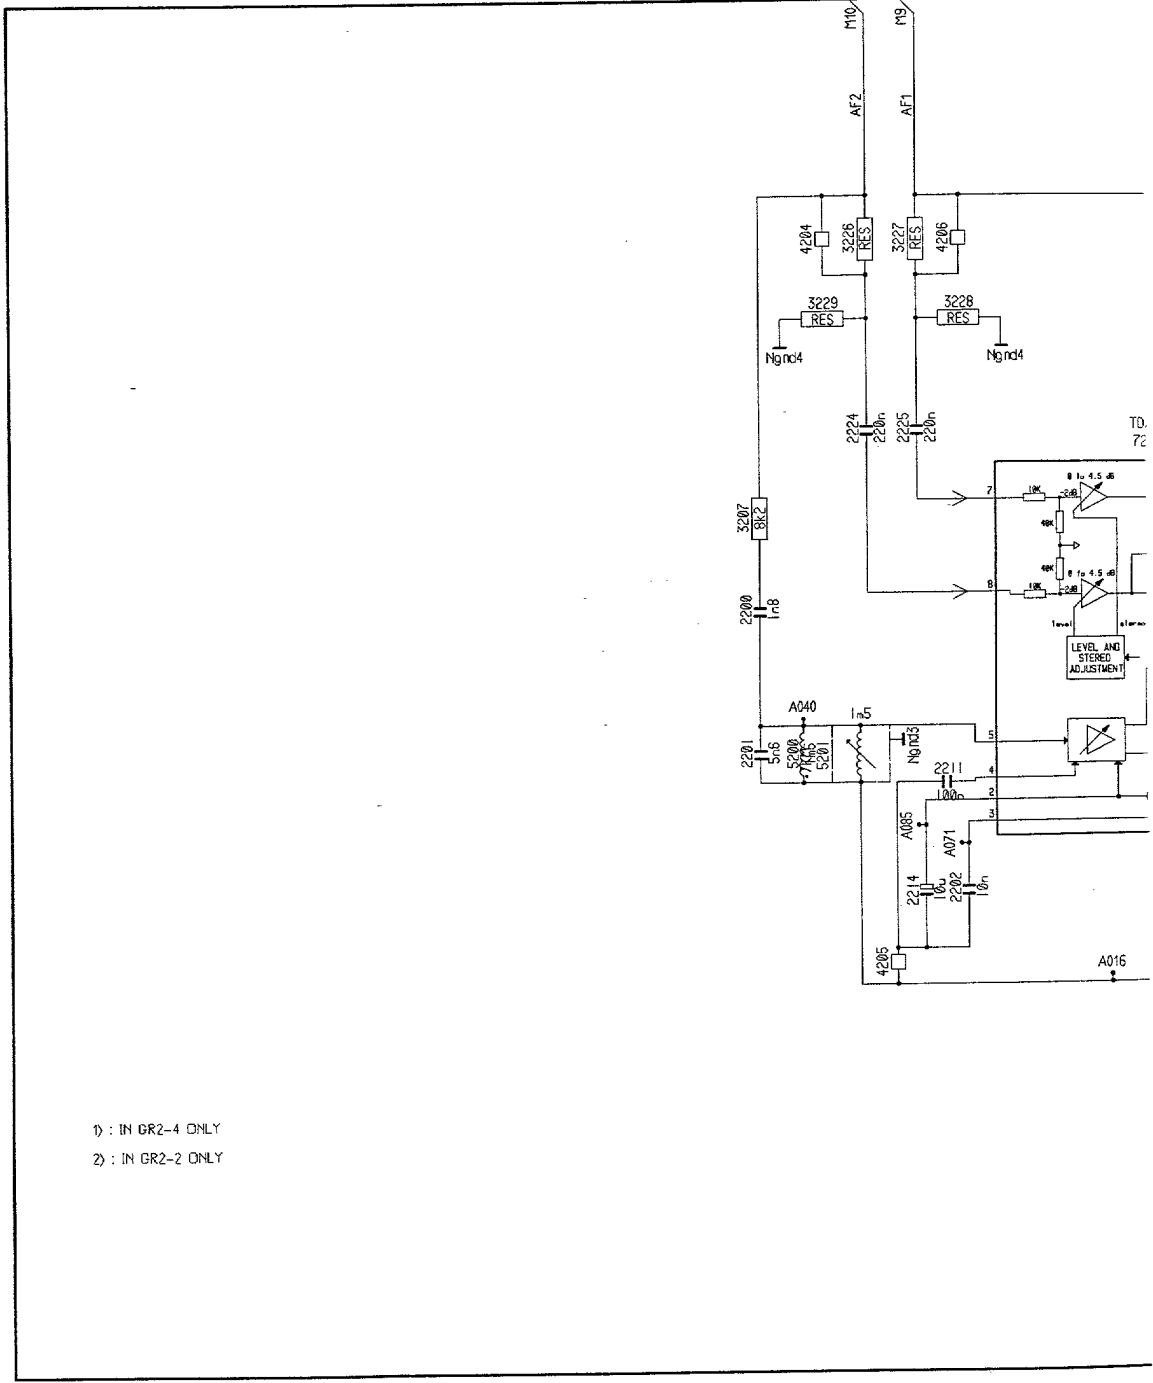 M10
M9
AF2
AF1
4204
3226
RES
3227
RES
4206
3229
RES
3228
RES
Ngnd4
Ngnd4
2224
220n
2225
220n
TD
72
3207
8k2
7
10K
-2dB
0 to 4.5 dB
40K
40K
0 to 4.5 dB
2200
1n8
8
10K
-2dB
level
stereo
LEVEL AND
STEREO
ADJUSTMENT
A040
1m5
2201
5n6
5200
5201
Ngnd3
5
2211
100n
4
2
3
A085
A071
2214
10u
2202
10n
4205
A016
1) : IN GR2-4 ONLY
2) : IN GR2-2 ONLY